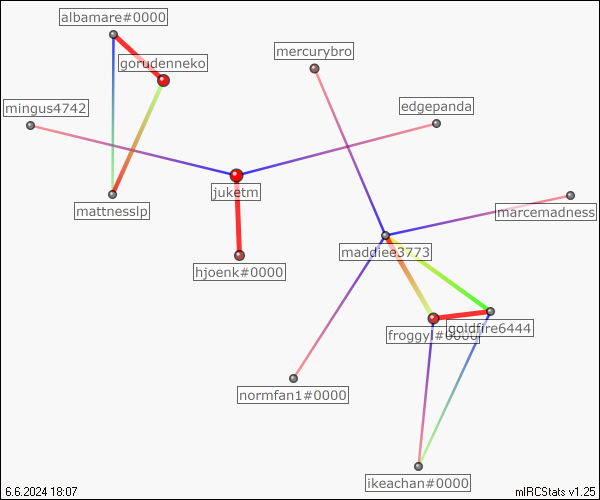 albamare#0000
mercurybro
gorudenneko
edgepanda
mingus4742
juketm
mattnesslp
marcemadness
maddiee3773
hjoenk#0000
goldfire6444
froggyl#0000
normfan1#0000
ikeachan#0000
6.6.2024 18:07
mIRCStats v1.25